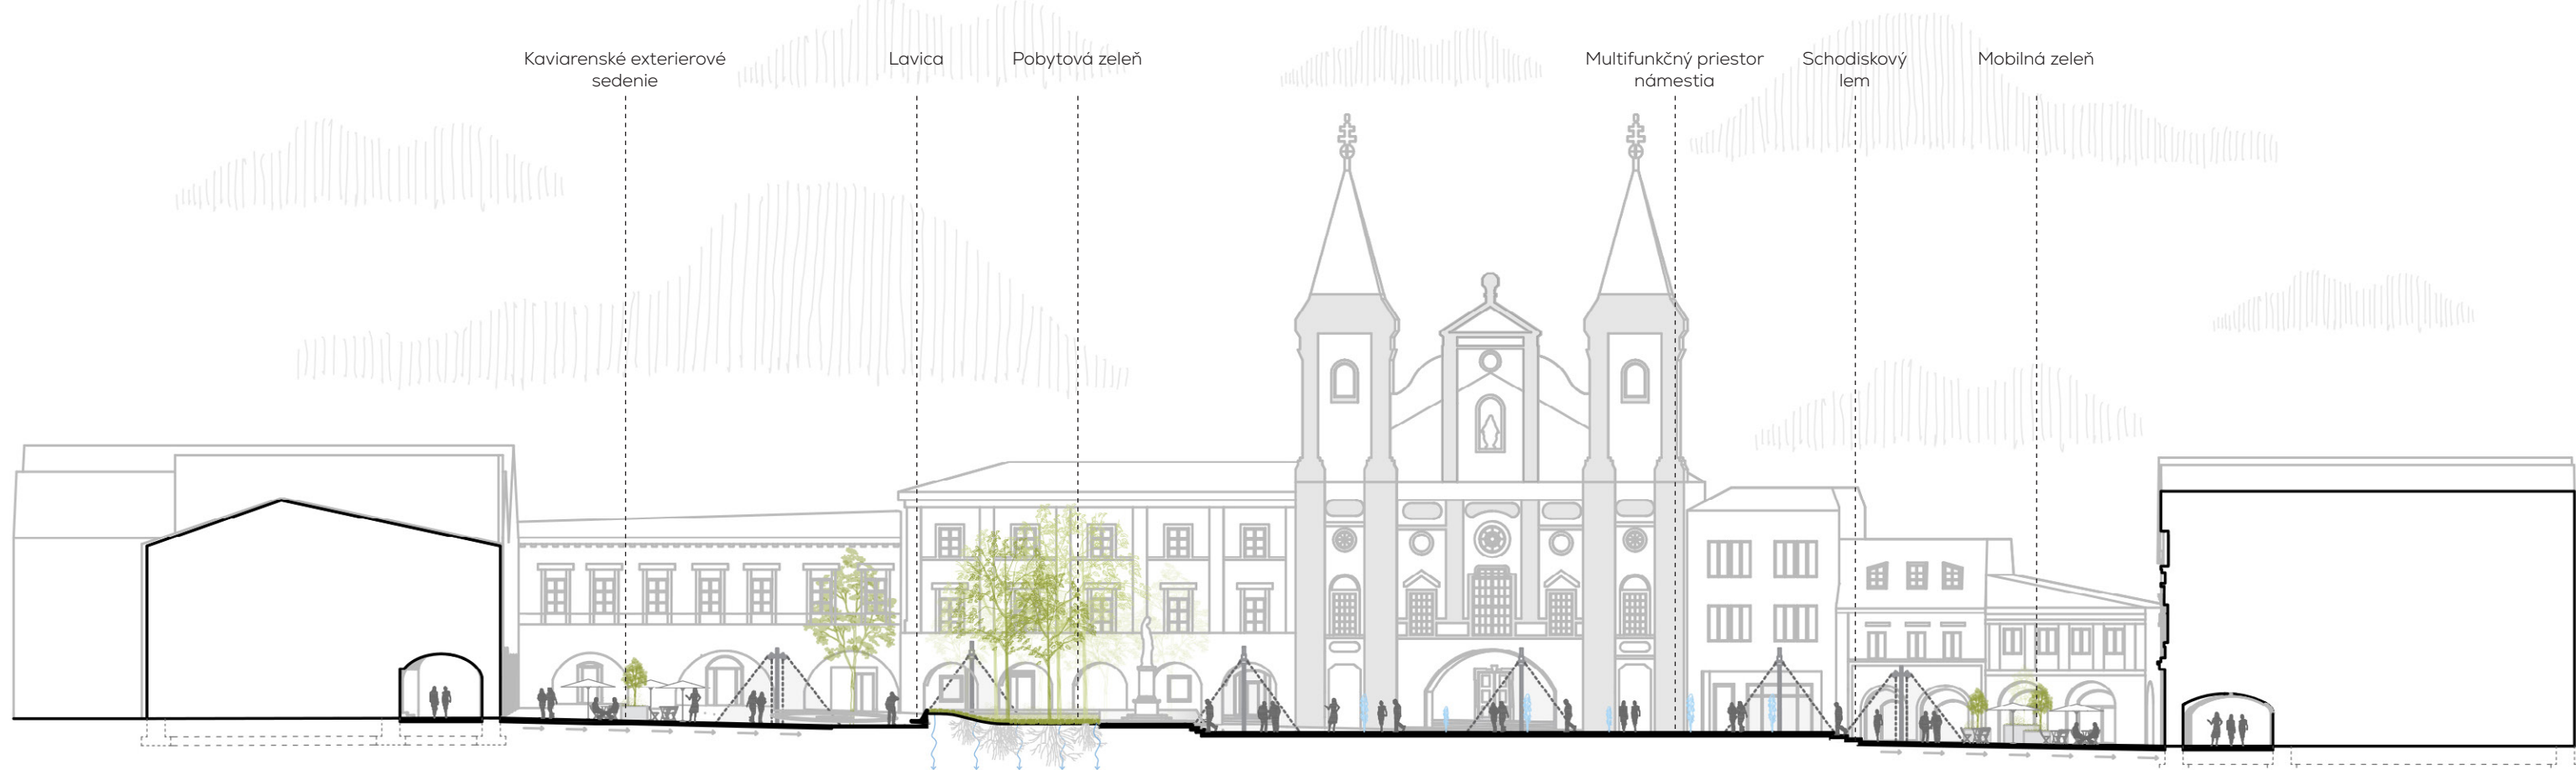 Kaviarenské exterierové
sedenie
Lavica
Pobytová zeleň
Multifunkčný priestor
námestia
Schodiskový
lem
Mobilná zeleň